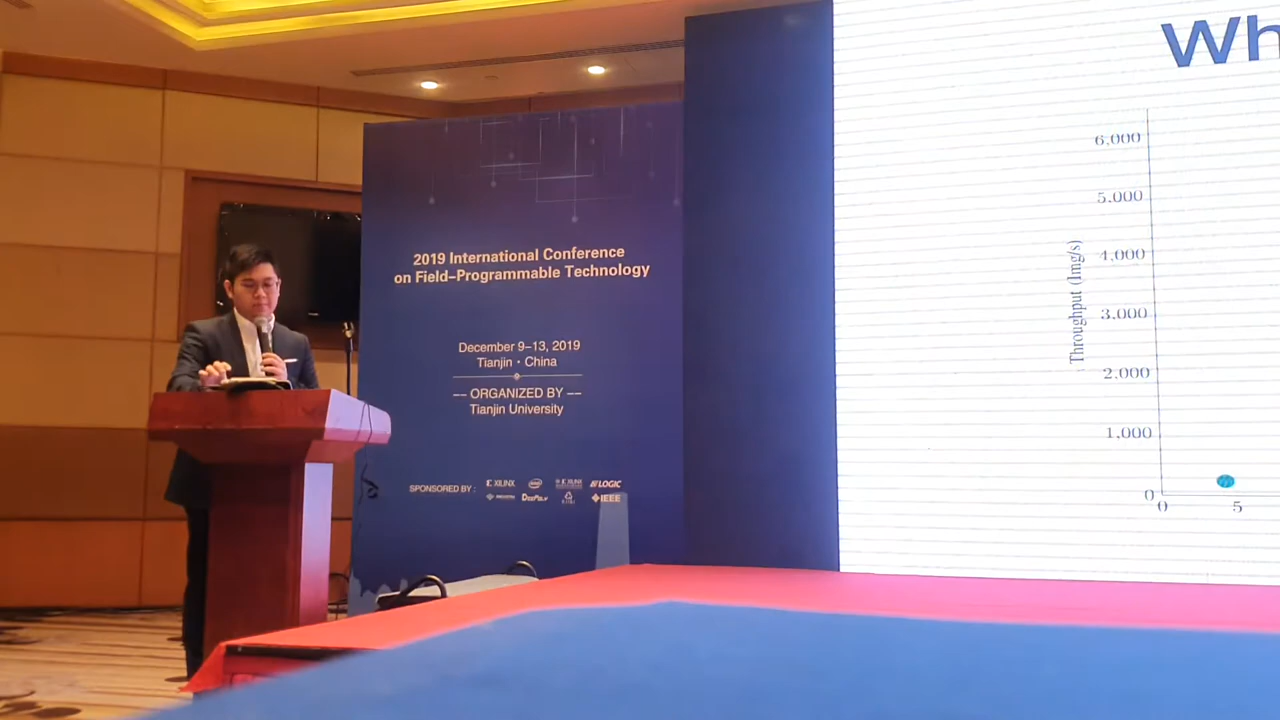 2019 International Conference
on Field-Programmable Technology
December 9-13, 2019
Tianjin · China
— ORGANIZED BY —
Tianjin University
SPONSORED BY :
XILINX
IEEE
Wh
Throughput (Img/s)
6,000
5,000
4,000
3,000
2,000
1,000
0
0
5